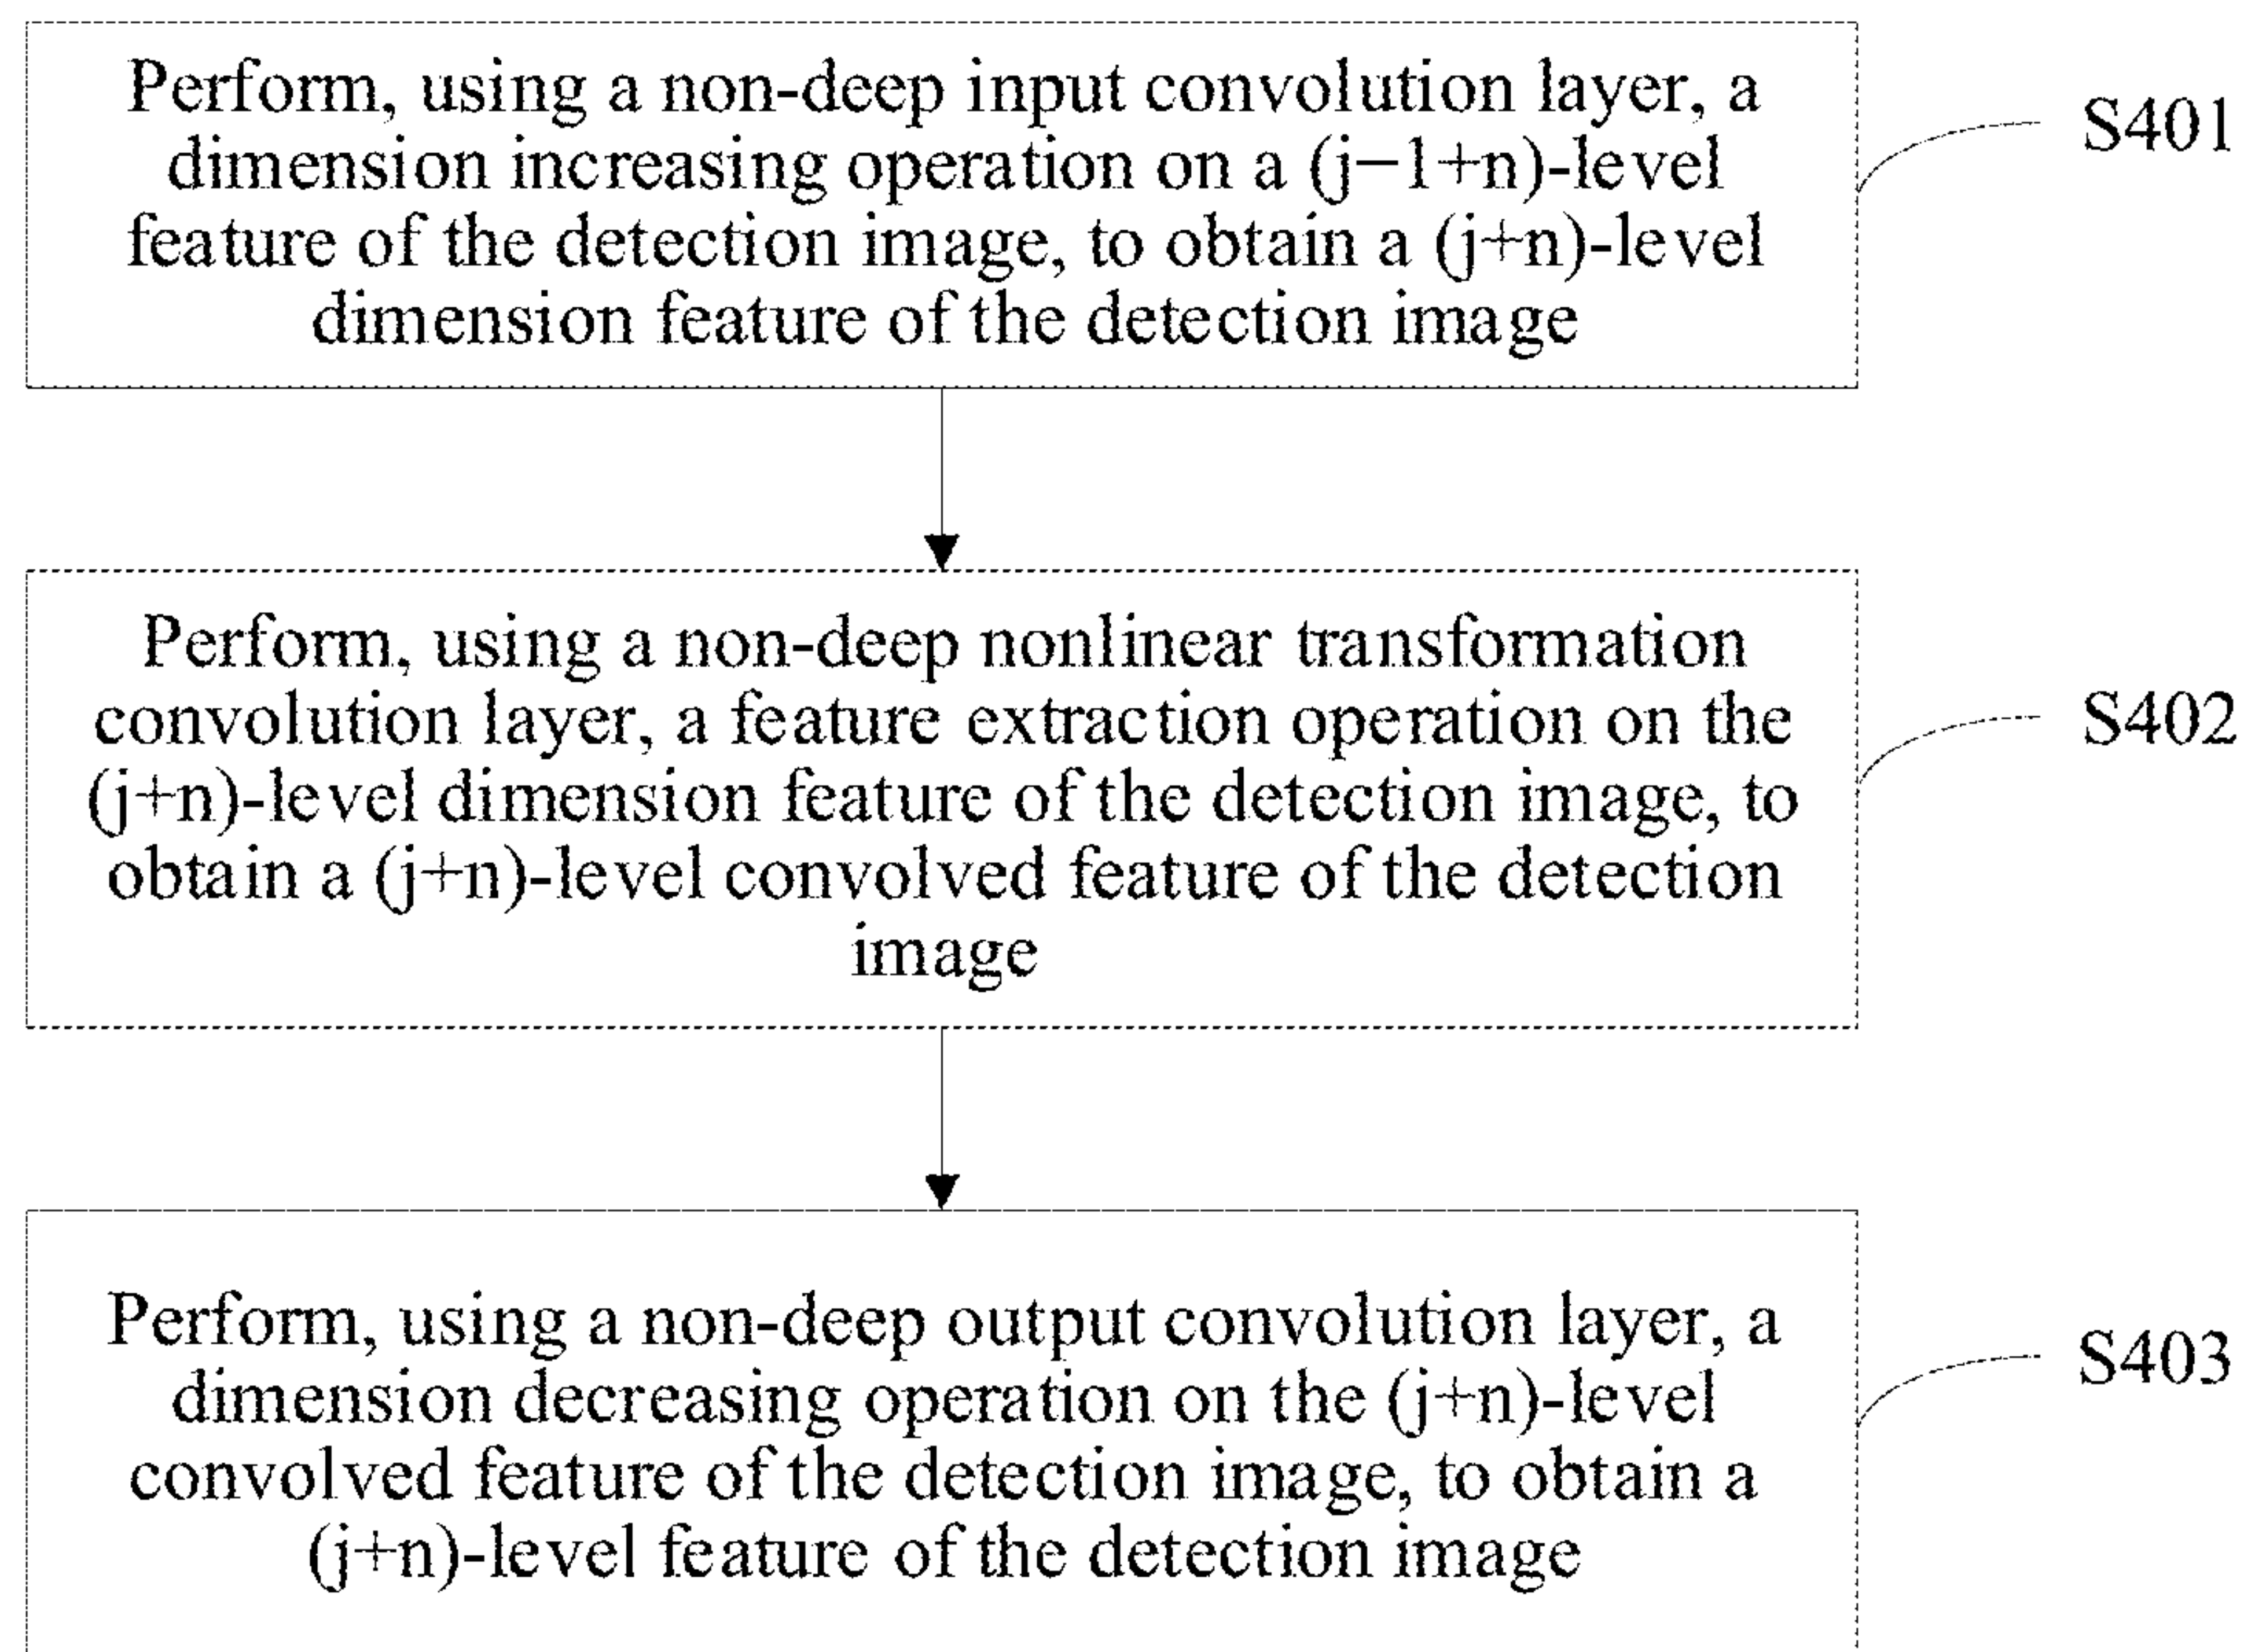 Perform, using a non-deep input convolution layer, a
dimension increasing operation on a (j−1+n)-level
feature of the detection image, to obtain a (j+n)-level
dimension feature of the detection image
S401
Perform, using a non-deep nonlinear transformation
convolution layer, a feature extraction operation on the
(j+n)-level dimension feature of the detection image, to
obtain a (j+n)-level convolved feature of the detection
image
S402
Perform, using a non-deep output convolution layer, a
dimension decreasing operation on the (j+n)-level
convolved feature of the detection image, to obtain a
(j+n)-level feature of the detection image
S403